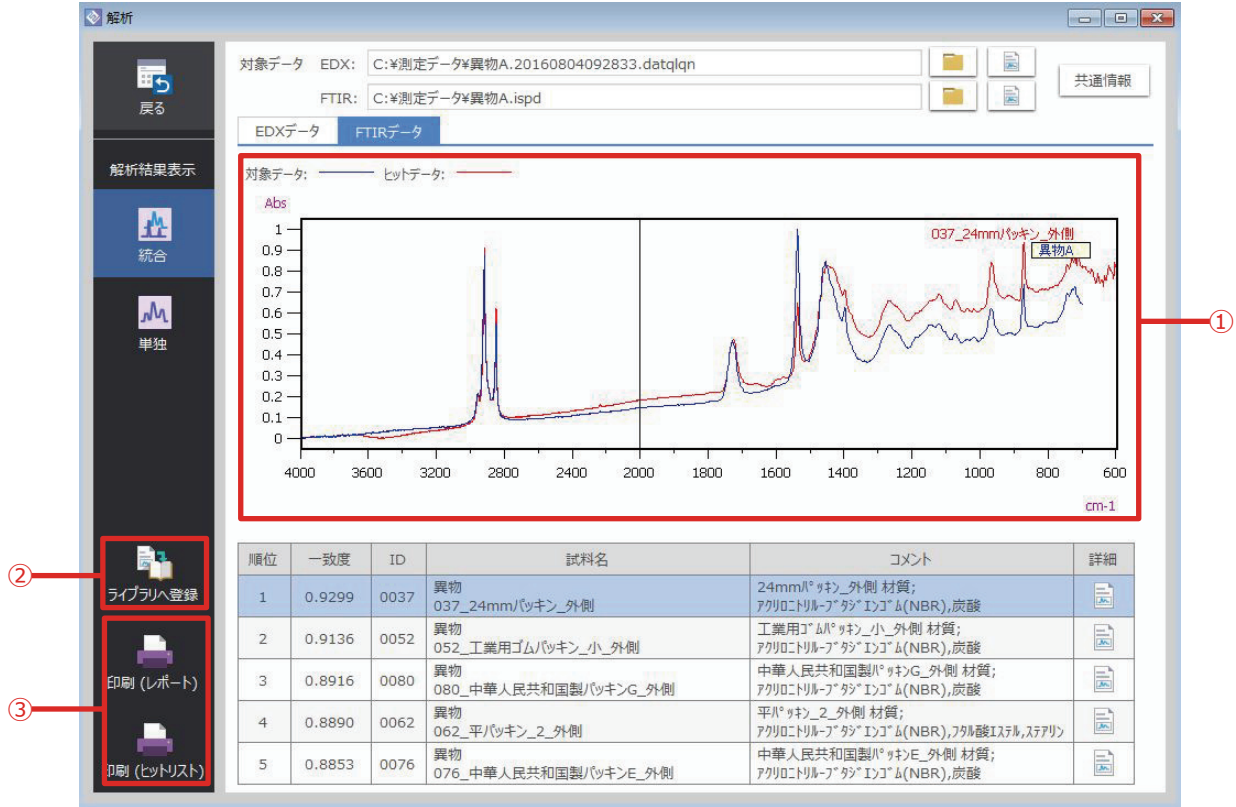 解析
戻る
対象データ EDX: C:¥測定データ¥異物A.20160804092833.datqlqn
FTIR: C:¥測定データ¥異物A.ispd
共通情報
EDXデータ FTIRデータ
解析結果表示
統合
単独
対象データ: ヒットデータ:
Abs
037_24mmパッキン_外側
異物A
1
0.9
0.8
0.7
0.6
0.5
0.4
0.3
0.2
0.1
0
4000 3600 3200 2800 2400 2000 1800 1600 1400 1200 1000 800 600
cm-1
①
②
ライブラリへ登録
③
印刷 (レポート)
印刷 (ヒットリスト)
順位 一致度 ID 試料名 コメント 詳細
1 0.9299 0037 異物 24mmパッキン_外側 材質;
037_24mmパッキン_外側 アクリロニトリル-ブタジエンゴム(NBR),炭酸
2 0.9136 0052 異物 工業用ゴムパッキン_小_外側 材質;
052_工業用ゴムパッキン_小_外側 アクリロニトリル-ブタジエンゴム(NBR),炭酸
3 0.8916 0080 異物 中華人民共和国製パッキンG_外側 材質;
080_中華人民共和国製パッキンG_外側 アクリロニトリル-ブタジエンゴム(NBR),炭酸
4 0.8890 0062 異物 平パッキン_2_外側 材質;
062_平パッキン_2_外側 アクリロニトリル-ブタジエンゴム(NBR),フタル酸エステル,ステアリン
5 0.8853 0076 異物 中華人民共和国製パッキンE_外側 材質;
076_中華人民共和国製パッキンE_外側 アクリロニトリル-ブタジエンゴム(NBR),炭酸